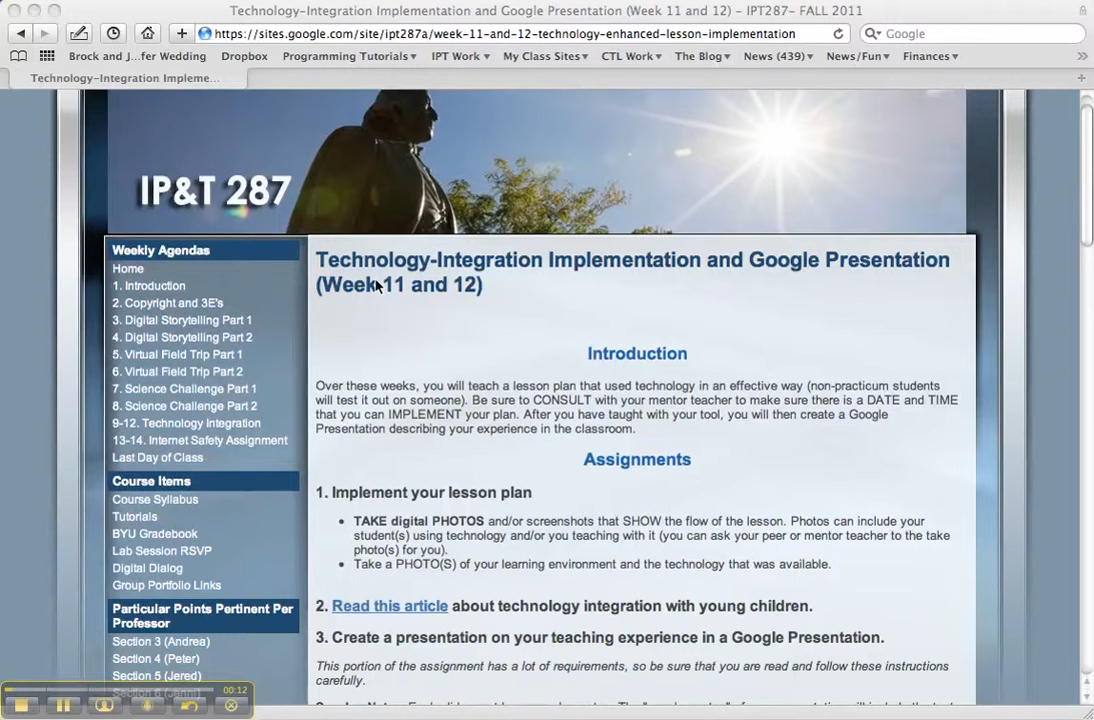 Technology-Integration Implementation and Google Presentation (Week 11 and 12) – IPT287– FALL 2011
https://sites.google.com/site/ipt287a/week-11-and-12-technology-enhanced-lesson-implementation
Google
Brock and J...fer Wedding
Dropbox
Programming Tutorials
IPT Work
My Class Sites
CTL Work
The Blog
News (439)
News/Fun
Finances
Technology-Integration Impleme...
IP&T 287
Weekly Agendas
Home
1. Introduction
2. Copyright and 3E's
3. Digital Storytelling Part 1
4. Digital Storytelling Part 2
5. Virtual Field Trip Part 1
6. Virtual Field Trip Part 2
7. Science Challenge Part 1
8. Science Challenge Part 2
9-12. Technology Integration
13-14. Internet Safety Assignment
Last Day of Class
Course Items
Course Syllabus
Tutorials
BYU Gradebook
Lab Session RSVP
Digital Dialog
Group Portfolio Links
Particular Points Pertinent Per
Professor
Section 3 (Andrea)
Section 4 (Peter)
Section 5 (Jered)
00:12
Technology-Integration Implementation and Google Presentation
(Week 11 and 12)
Introduction
Over these weeks, you will teach a lesson plan that used technology in an effective way (non-practicum students
will test it out on someone). Be sure to CONSULT with your mentor teacher to make sure there is a DATE and TIME
that you can IMPLEMENT your plan. After you have taught with your tool, you will then create a Google
Presentation describing your experience in the classroom.
Assignments
1. Implement your lesson plan
• TAKE digital PHOTOS and/or screenshots that SHOW the flow of the lesson. Photos can include your
student(s) using technology and/or you teaching with it (you can ask your peer or mentor teacher to the take
photo(s) for you).
• Take a PHOTO(S) of your learning environment and the technology that was available.
2. Read this article about technology integration with young children.
3. Create a presentation on your teaching experience in a Google Presentation.
This portion of the assignment has a lot of requirements, so be sure that you are read and follow these instructions
carefully.